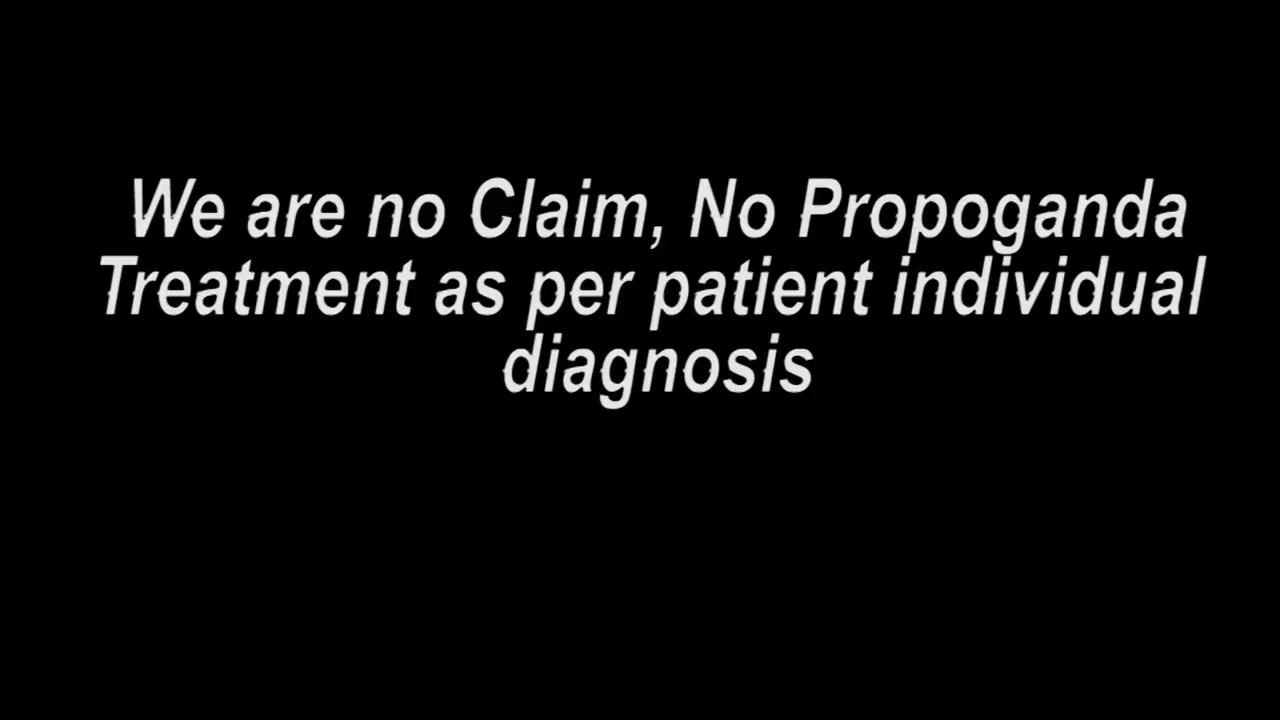 We are no Claim, No Propoganda
Treatment as per patient individual
diagnosis